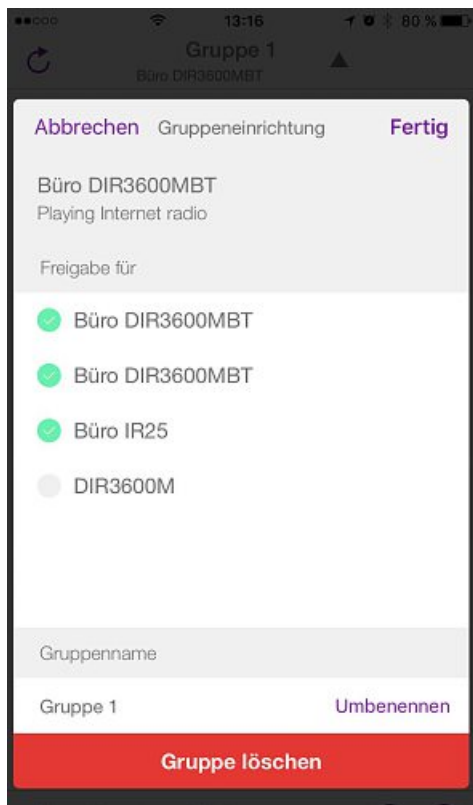 13:16 80 %
Gruppe 1
Büro DIR3600MBT
Abbrechen Gruppeneinrichtung Fertig
Büro DIR3600MBT
Playing Internet radio
Freigabe für
Büro DIR3600MBT
Büro DIR3600MBT
Büro IR25
DIR3600M
Gruppenname
Gruppe 1 Umbenennen
Gruppe löschen